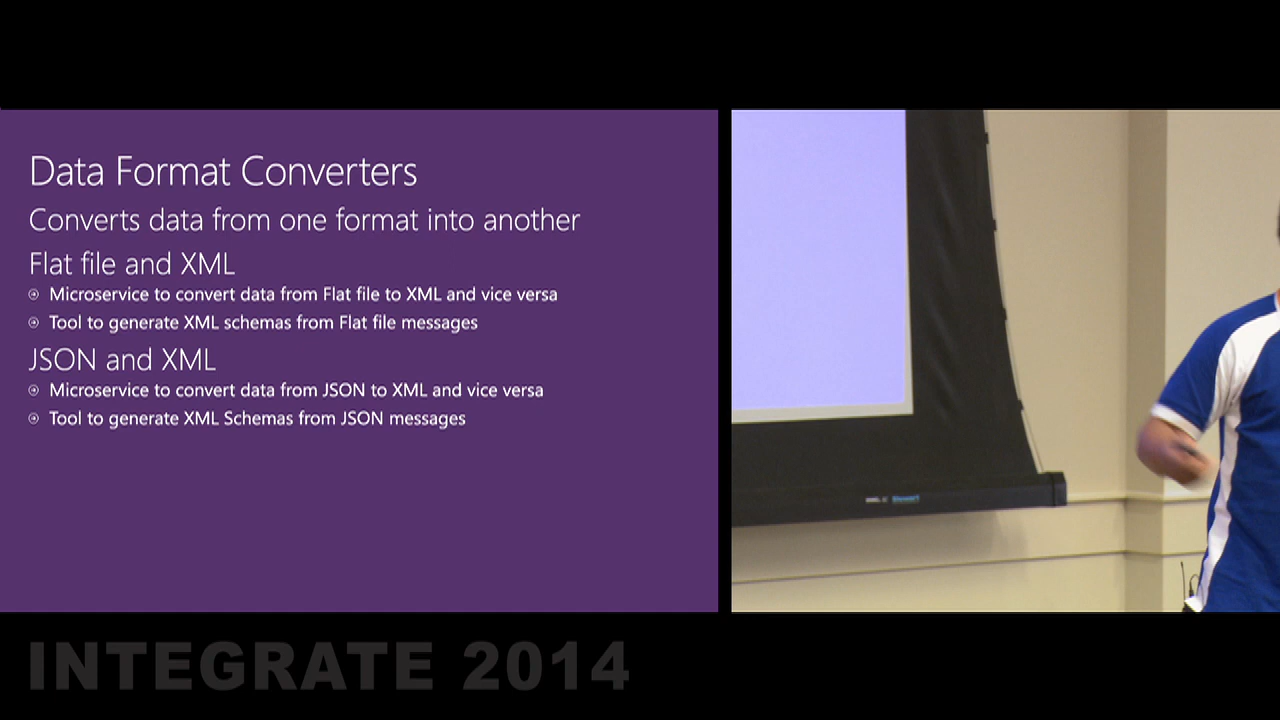 Data Format Converters
Converts data from one format into another
Flat file and XML
Microservice to convert data from Flat file to XML and vice versa
Tool to generate XML schemas from Flat file messages
JSON and XML
Microservice to convert data from JSON to XML and vice versa
Tool to generate XML Schemas from JSON messages
INTEGRATE 2014